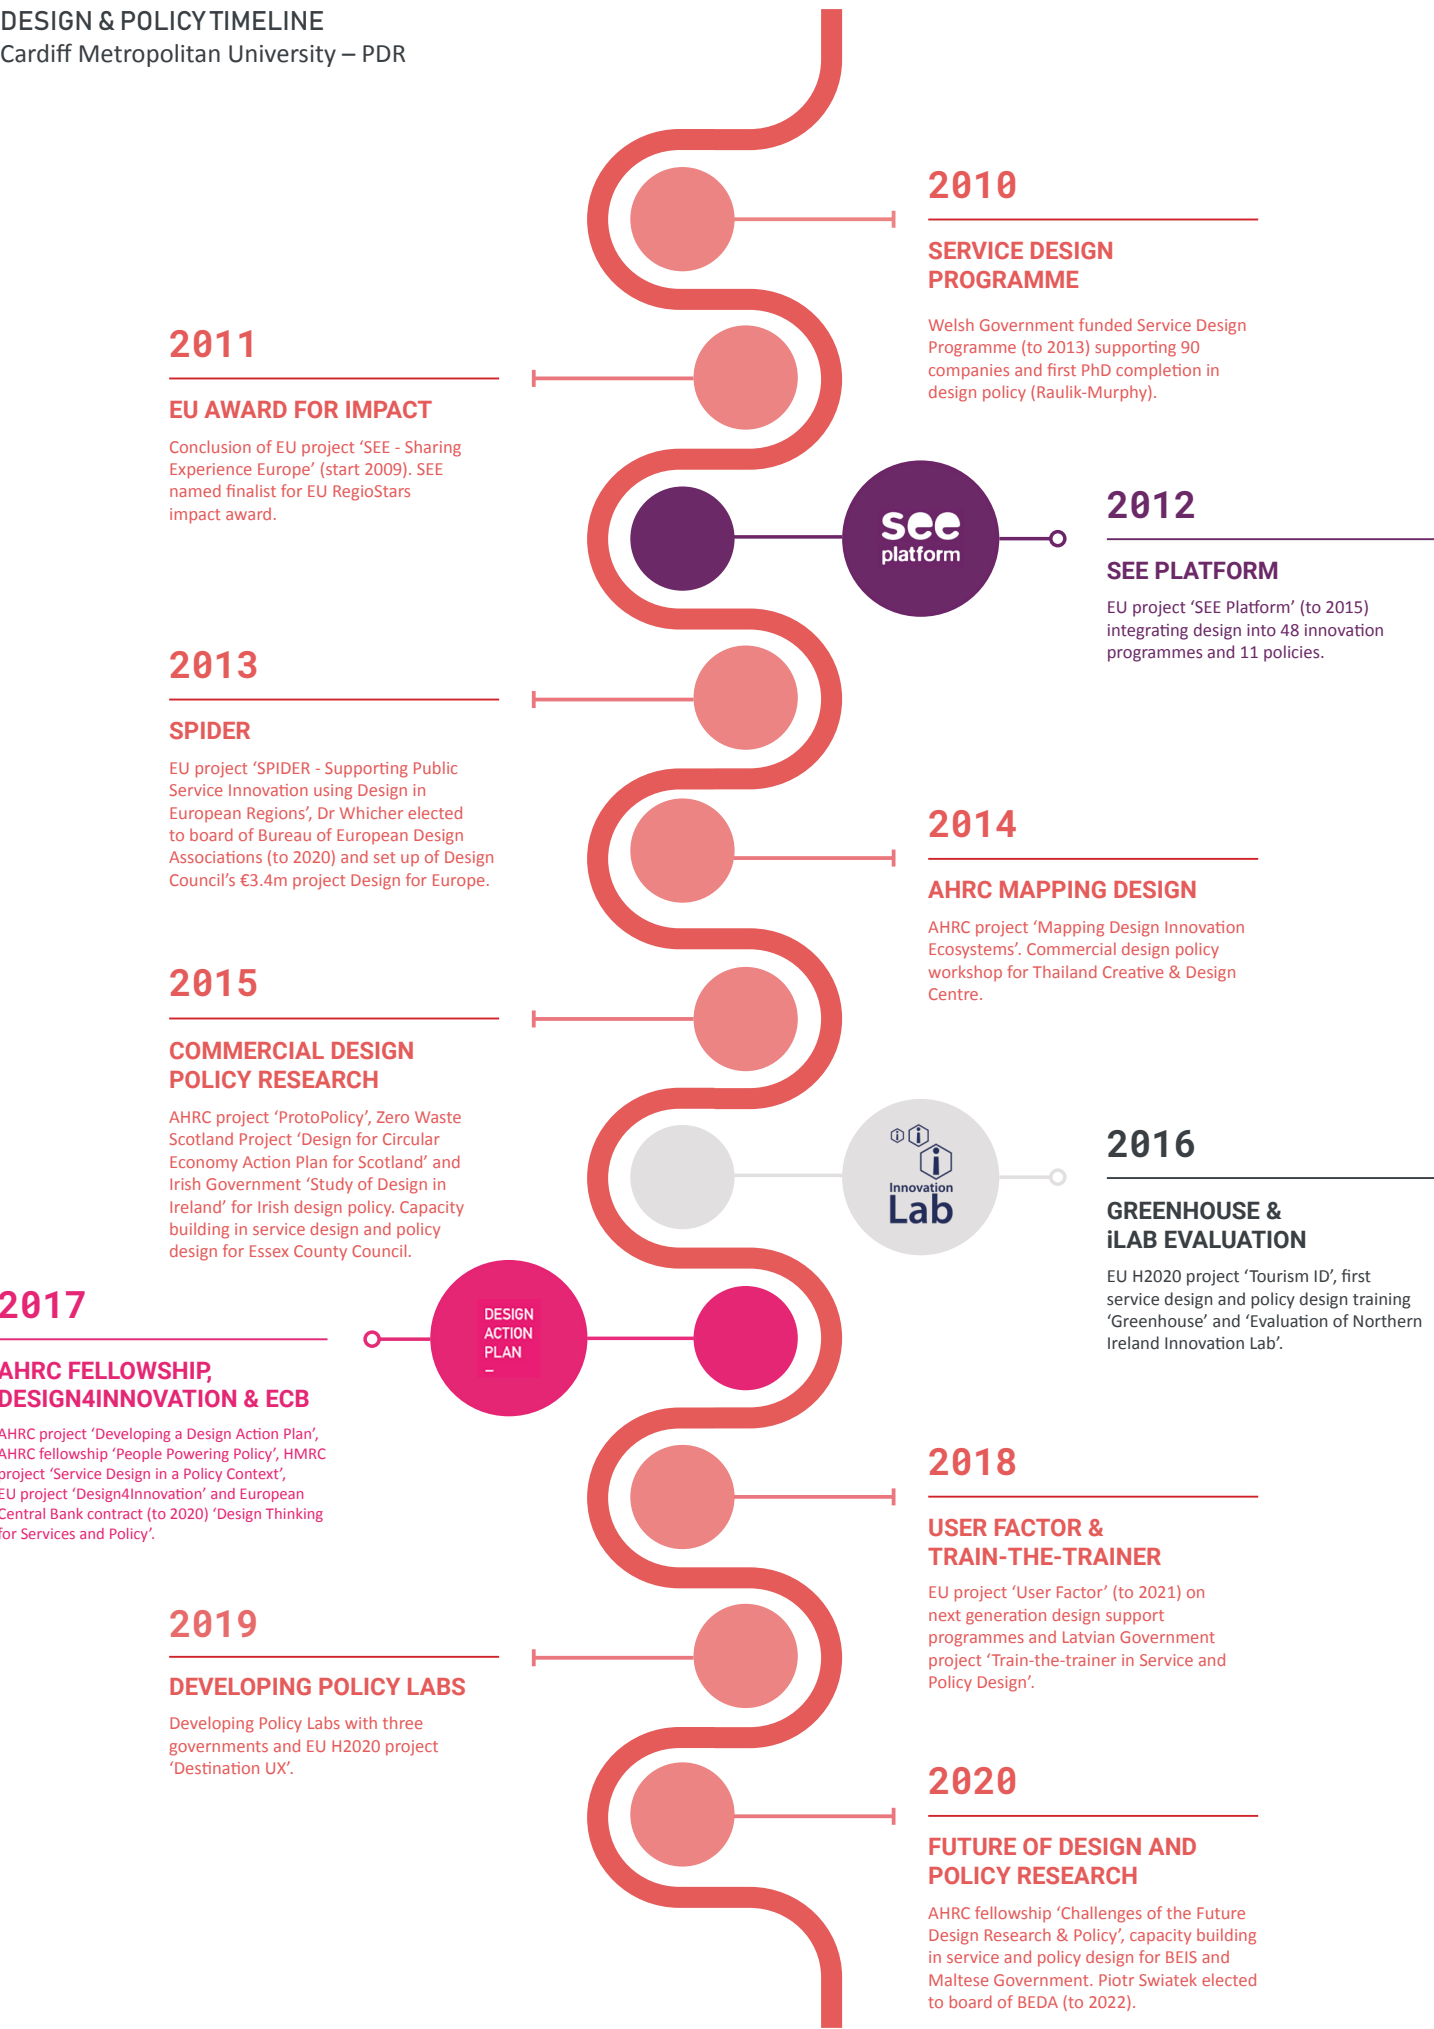 DESIGN & POLICY TIMELINE
Cardiff Metropolitan University – PDR
2010
SERVICE DESIGN
PROGRAMME
Welsh Government funded Service Design
Programme (to 2013) supporting 90
companies and first PhD completion in
design policy (Raulik-Murphy).
2011
EU AWARD FOR IMPACT
Conclusion of EU project ‘SEE - Sharing
Experience Europe’ (start 2009). SEE
named finalist for EU RegioStars
impact award.
see
platform
2012
SEE PLATFORM
EU project ‘SEE Platform’ (to 2015)
integrating design into 48 innovation
programmes and 11 policies.
2013
SPIDER
EU project ‘SPIDER - Supporting Public
Service Innovation using Design in
European Regions’, Dr Whicher elected
to board of Bureau of European Design
Associations (to 2020) and set up of Design
Council’s €3.4m project Design for Europe.
2014
AHRC MAPPING DESIGN
AHRC project ‘Mapping Design Innovation
Ecosystems’. Commercial design policy
workshop for Thailand Creative & Design
Centre.
2015
COMMERCIAL DESIGN
POLICY RESEARCH
AHRC project ‘ProtoPolicy’, Zero Waste
Scotland Project ‘Design for Circular
Economy Action Plan for Scotland’ and
Irish Government ‘Study of Design in
Ireland’ for Irish design policy. Capacity
building in service design and policy
design for Essex County Council.
i i i
Innovation
Lab
2016
GREENHOUSE &
iLAB EVALUATION
EU H2020 project ‘Tourism ID’, first
service design and policy design training
‘Greenhouse’ and ‘Evaluation of Northern
Ireland Innovation Lab’.
2017
AHRC FELLOWSHIP,
DESIGN4INNOVATION & ECB
AHRC project ‘Developing a Design Action Plan’,
AHRC fellowship ‘People Powering Policy’, HMRC
project ‘Service Design in a Policy Context’,
EU project ‘Design4Innovation’ and European
Central Bank contract (to 2020) ‘Design Thinking
for Services and Policy’.
DESIGN
ACTION
PLAN
–
2018
USER FACTOR &
TRAIN-THE-TRAINER
EU project ‘User Factor’ (to 2021) on
next generation design support
programmes and Latvian Government
project ‘Train-the-trainer in Service and
Policy Design’.
2019
DEVELOPING POLICY LABS
Developing Policy Labs with three
governments and EU H2020 project
‘Destination UX’.
2020
FUTURE OF DESIGN AND
POLICY RESEARCH
AHRC fellowship ‘Challenges of the Future
Design Research & Policy’, capacity building
in service and policy design for BEIS and
Maltese Government. Piotr Swiatek elected
to board of BEDA (to 2022).